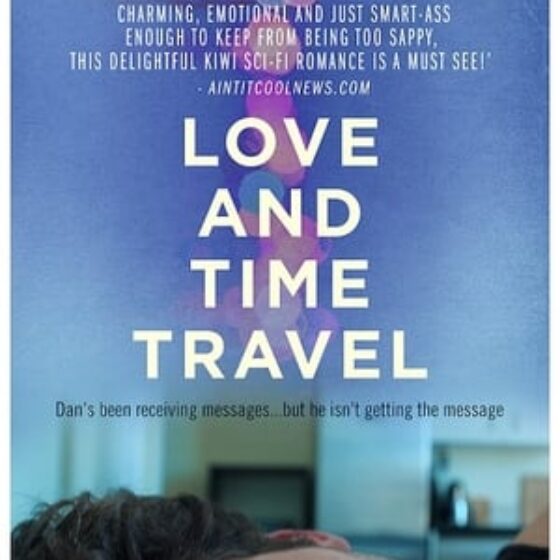 CHARMING, EMOTIONAL AND JUST SMART-ASS
ENOUGH TO KEEP FROM BEING TOO SAPPY,
THIS DELIGHTFUL KIWI SCI-FI ROMANCE IS A MUST SEE!'
- AINTITCOOLNEWS.COM
LOVE
AND
TIME
TRAVEL
Dan's been receiving messages...but he isn't getting the message